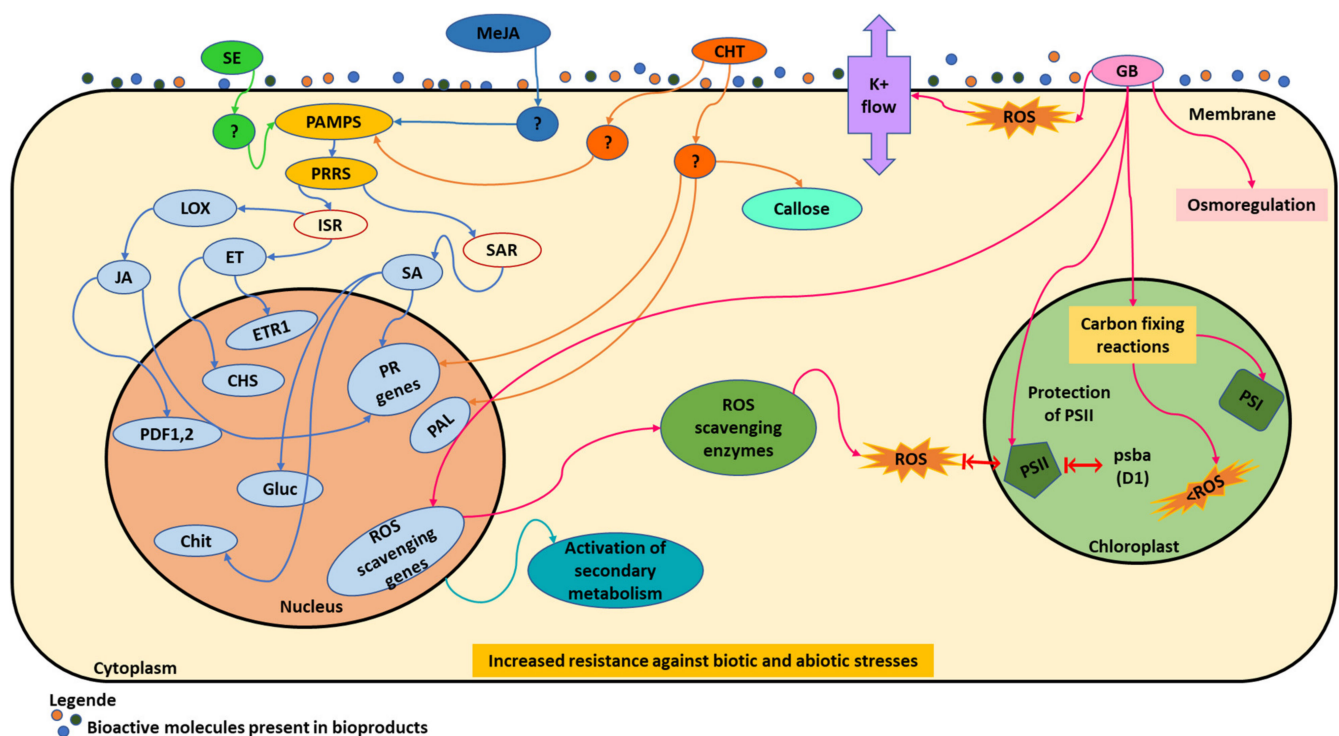 SE
MeJA
CHT
GB
K+
flow
ROS
Membrane
?
PAMPS
?
?
?
PRRS
Callose
Osmoregulation
LOX
ISR
SAR
ET
JA
SA
ETR1
CHS
PR
genes
PAL
PDF1,2
Gluc
Chit
ROS
scavenging
genes
Nucleus
ROS
scavenging
enzymes
ROS
Activation of
secondary
metabolism
Carbon fixing
reactions
Protection
of PSII
PSI
PSII
psba
(D1)
<ROS
Chloroplast
Cytoplasm
Increased resistance against biotic and abiotic stresses
Legende
Bioactive molecules present in bioproducts